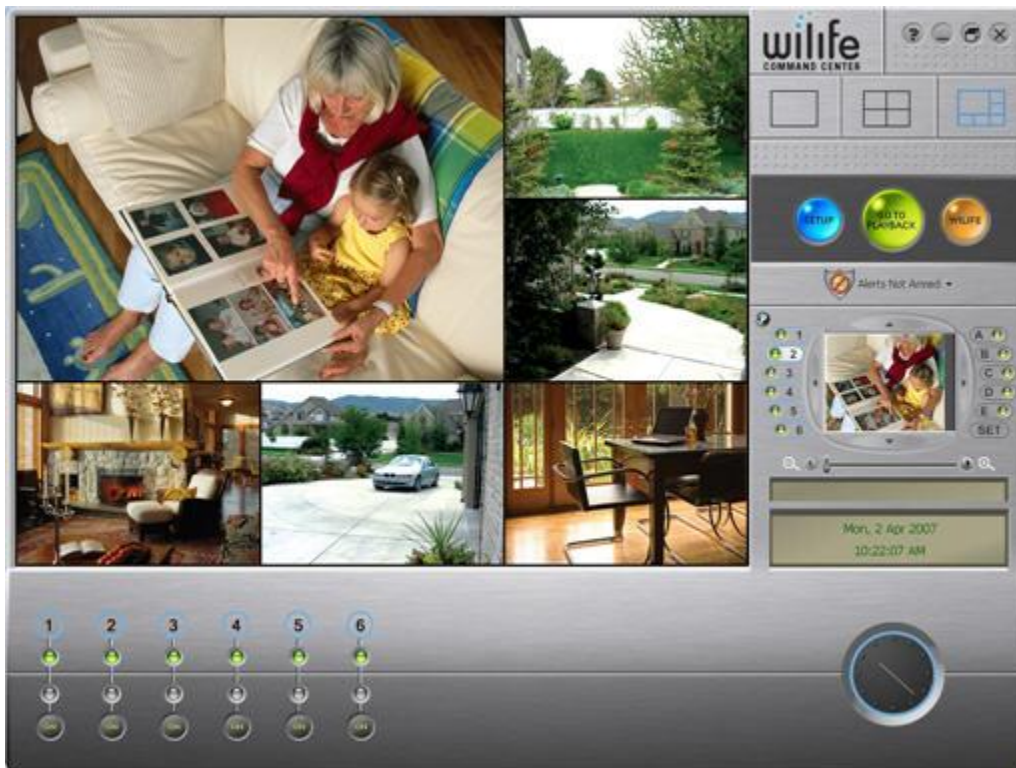 wilife
COMMAND CENTER
?
SETUP
GO TO
PLAYBACK
WILIFE
Alerts Not Armed
1
2
3
4
5
6
A
B
C
D
E
SET
Mon, 2 Apr 2007
10:22:07 AM
1 2 3 4 5 6